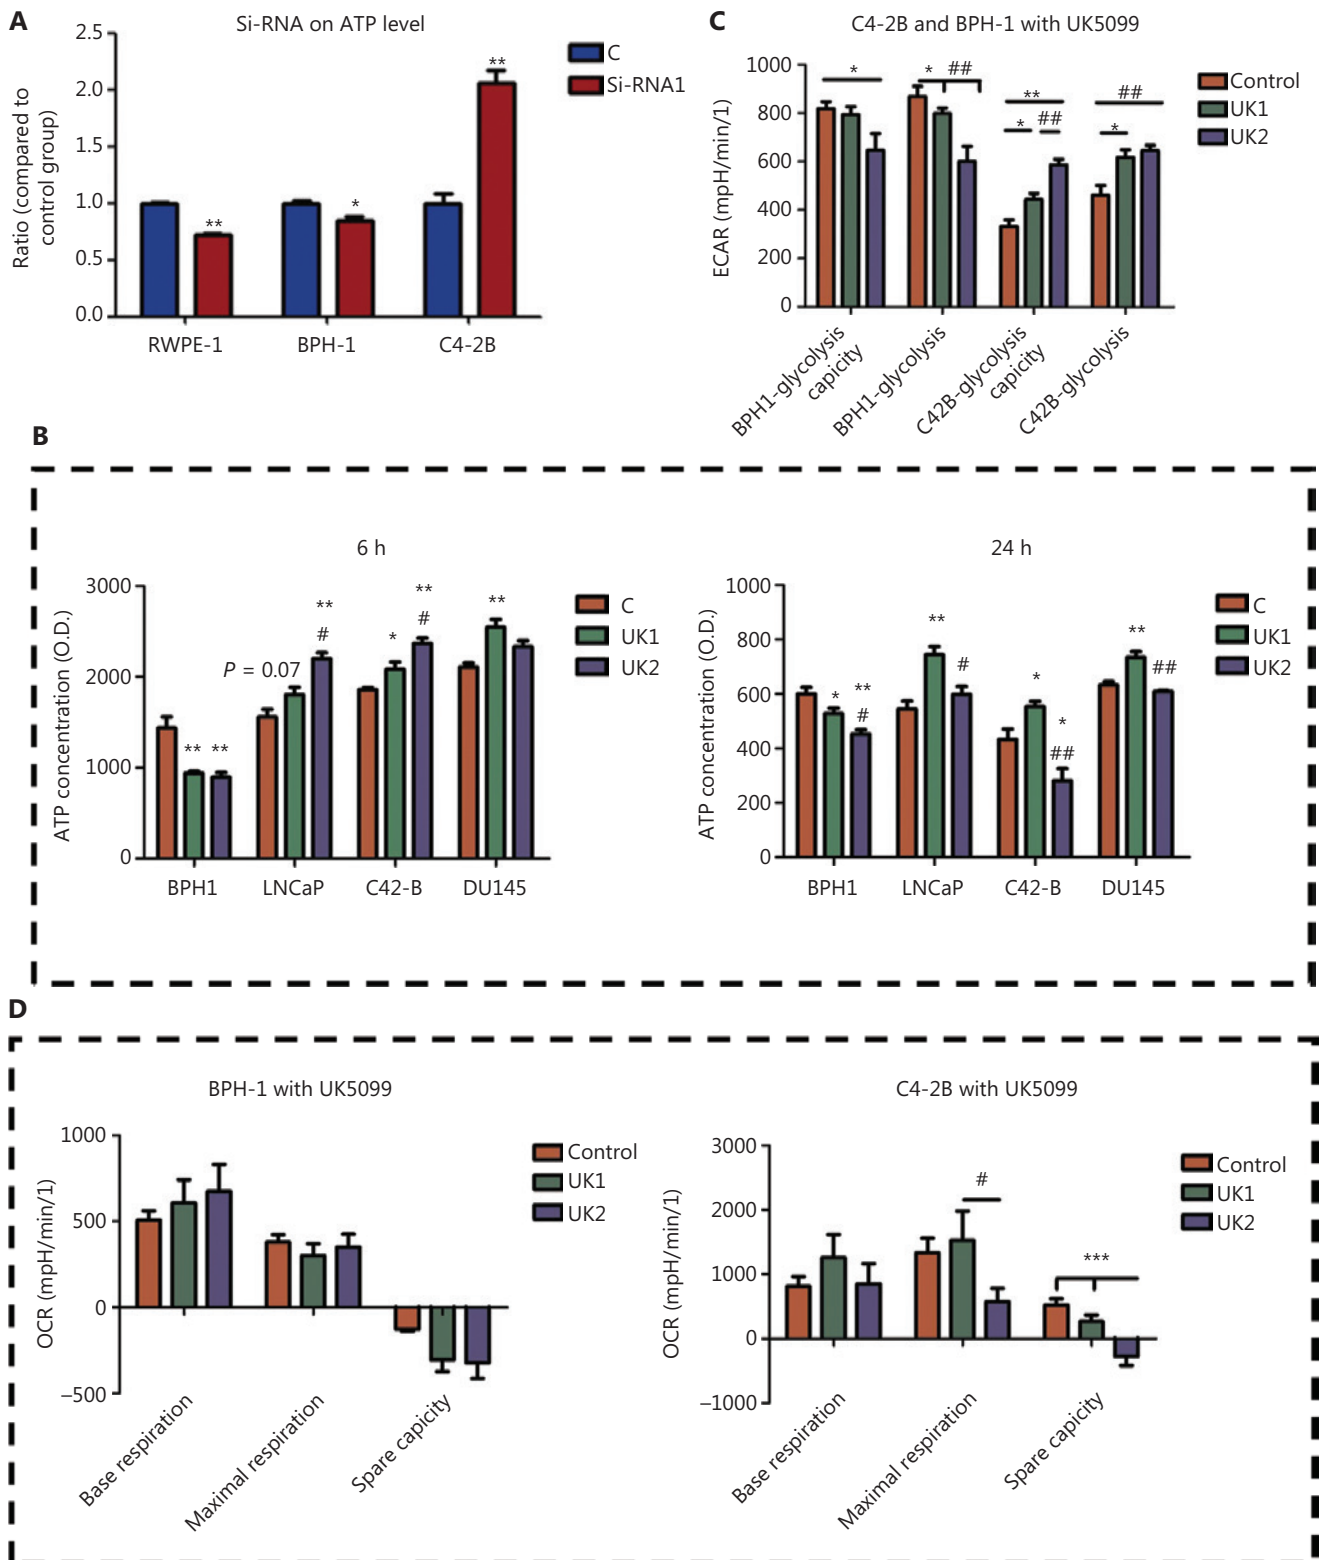 A
Si-RNA on ATP level
Ratio (compared to
control group)
2.5
2.0
1.5
1.0
0.5
0.0
**
*
**
RWPE-1
BPH-1
C4-2B
C
Si-RNA1
C
C4-2B and BPH-1 with UK5099
ECAR (mpH/min/1)
1000
800
600
400
200
0
*
* ##
**
* ##
##
*
BPH1-glycolysis
capicity
BPH1-glycolysis
C42B-glycolysis
capicity
C42B-glycolysis
Control
UK1
UK2
B
6 h
ATP concentration (O.D.)
3000
2000
1000
0
** **
P = 0.07
**
#
*
**
#
**
BPH1
LNCaP
C42-B
DU145
C
UK1
UK2
24 h
ATP concentration (O.D.)
1000
800
600
400
200
0
*
**
#
**
#
*
*
##
**
##
BPH1
LNCaP
C42-B
DU145
C
UK1
UK2
D
BPH-1 with UK5099
OCR (mpH/min/1)
1000
500
0
−500
Base respiration
Maximal respiration
Spare capicity
Control
UK1
UK2
C4-2B with UK5099
OCR (mpH/min/1)
3000
2000
1000
0
−1000
#
***
Base respiration
Maximal respiration
Spare capicity
Control
UK1
UK2